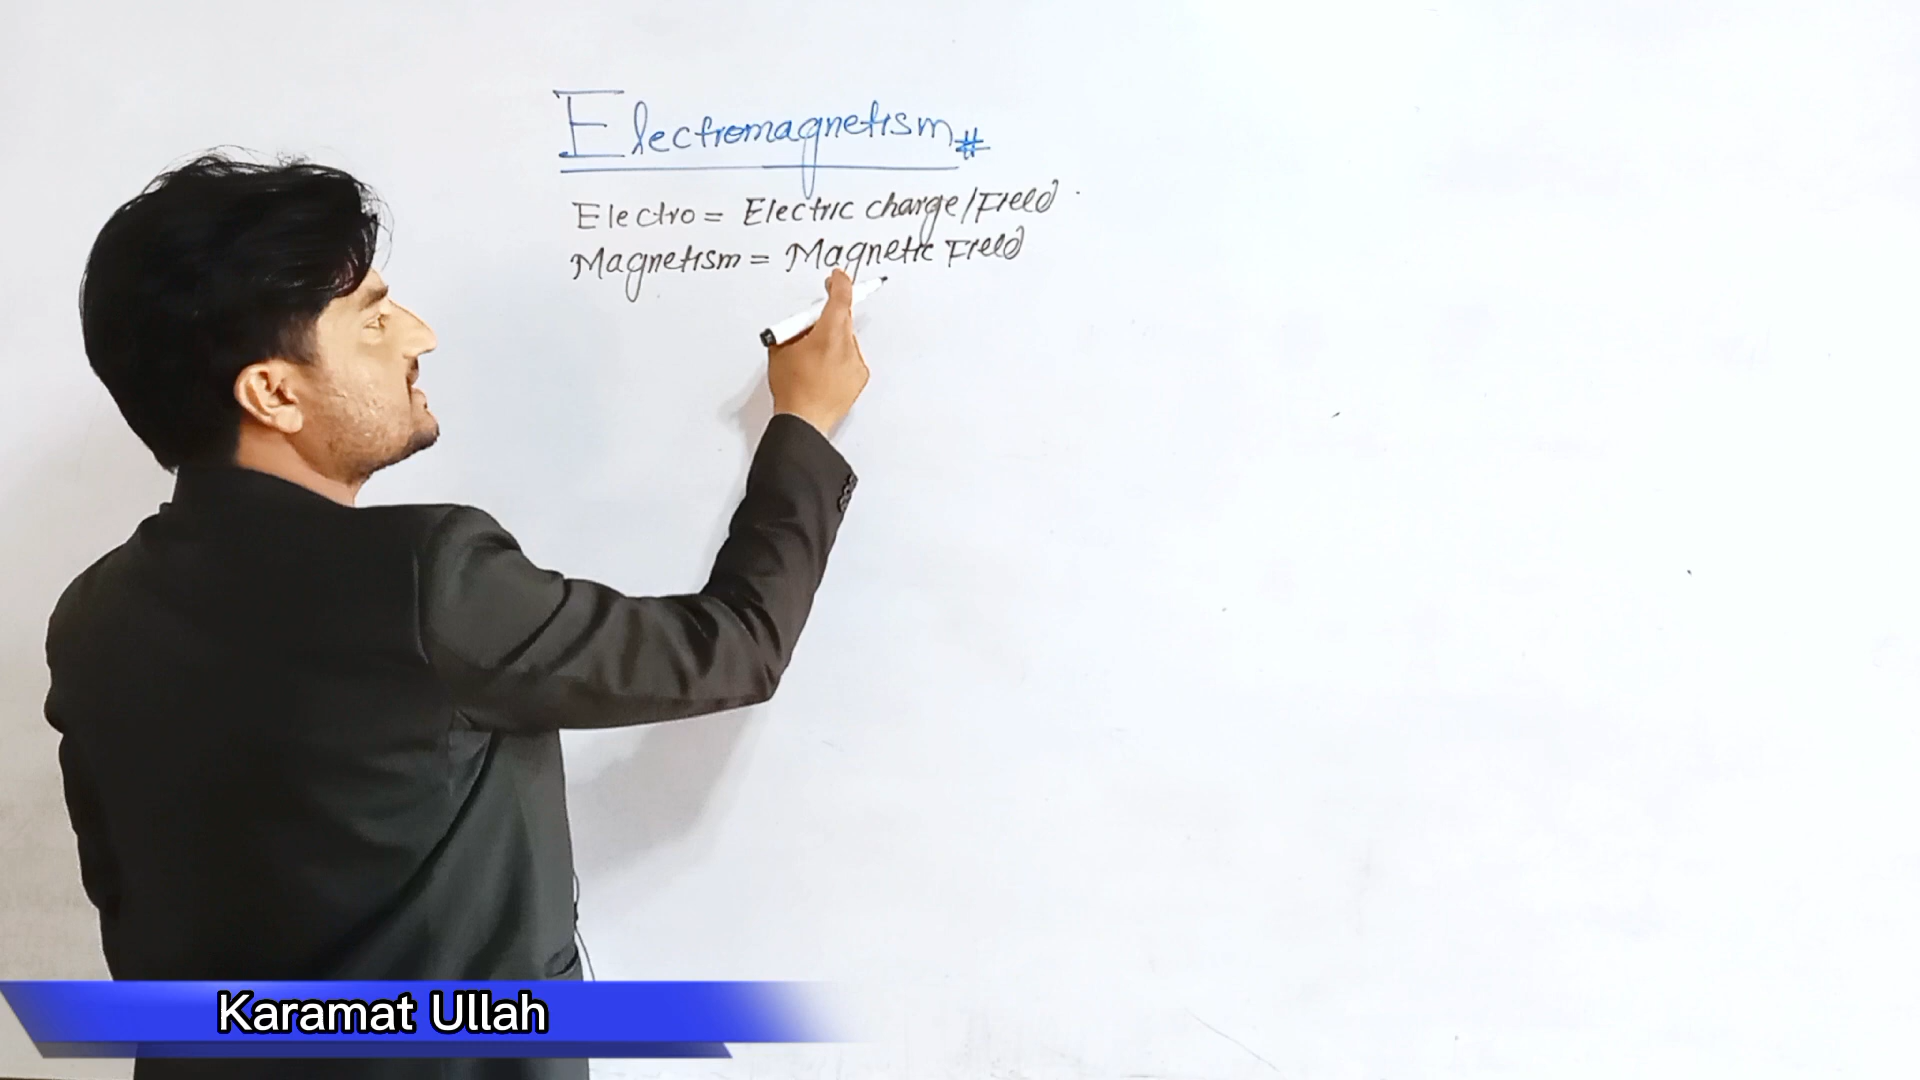 Electromagnetism #
Electro = Electric charge/Field
Magnetism = Magnetic Field
Karamat Ullah